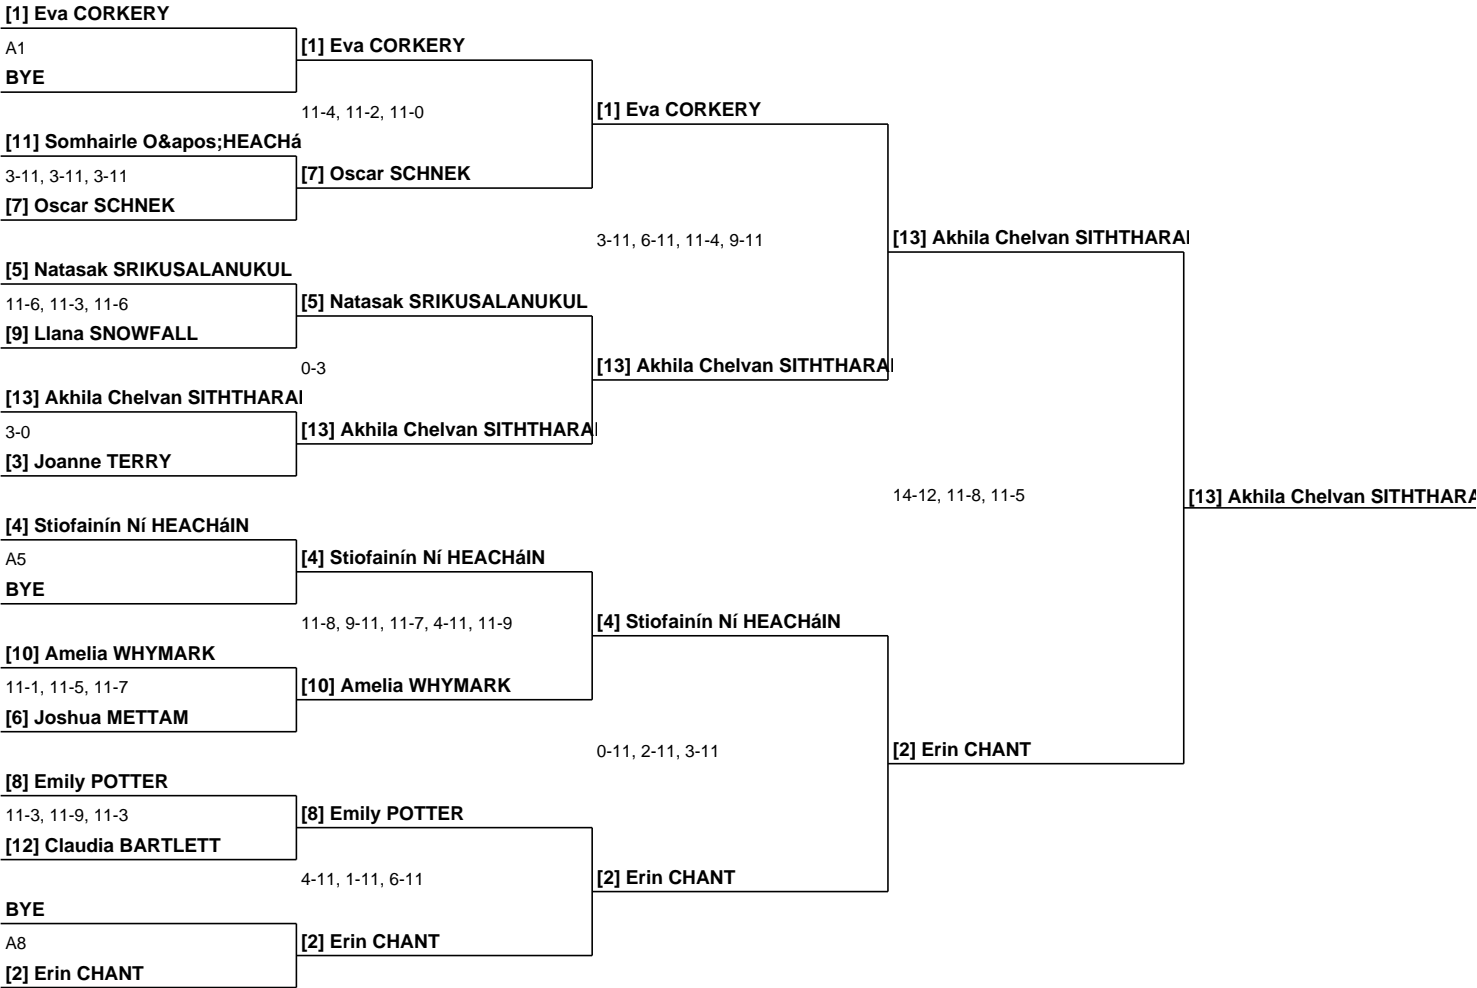 [1] Eva CORKERY
A1
BYE
[11] Somhairle O&apos;HEACHá
3-11, 3-11, 3-11
[7] Oscar SCHNEK
[5] Natasak SRIKUSALANUKUL
11-6, 11-3, 11-6
[9] Llana SNOWFALL
[13] Akhila Chelvan SITHTHARA
3-0
[3] Joanne TERRY
[4] Stiofainín Ní HEACHáIN
A5
BYE
[10] Amelia WHYMARK
11-1, 11-5, 11-7
[6] Joshua METTAM
[8] Emily POTTER
11-3, 11-9, 11-3
[12] Claudia BARTLETT
BYE
A8
[2] Erin CHANT
[1] Eva CORKERY
11-4, 11-2, 11-0
[7] Oscar SCHNEK
[5] Natasak SRIKUSALANUKUL
0-3
[13] Akhila Chelvan SITHTHARA
[4] Stiofainín Ní HEACHáIN
11-8, 9-11, 11-7, 4-11, 11-9
[10] Amelia WHYMARK
[8] Emily POTTER
4-11, 1-11, 6-11
[2] Erin CHANT
[1] Eva CORKERY
3-11, 6-11, 11-4, 9-11
[13] Akhila Chelvan SITHTHARA
[4] Stiofainín Ní HEACHáIN
0-11, 2-11, 3-11
[2] Erin CHANT
[13] Akhila Chelvan SITHTHARA
14-12, 11-8, 11-5
[2] Erin CHANT
[13] Akhila Chelvan SITHTHARA